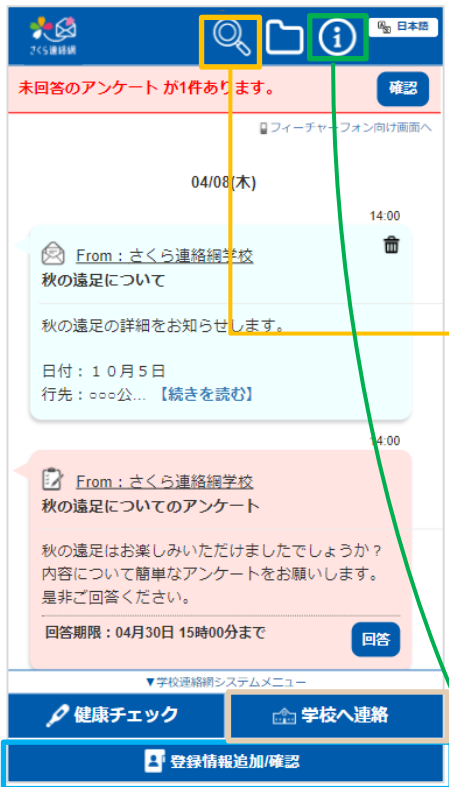 さくら連絡網
日本語
未回答のアンケート が1件あります。
確認
フィーチャーフォン向け画面へ
04/08(木)
14:00
From：さくら連絡網学校
秋の遠足について
秋の遠足の詳細をお知らせします。
日付：１０月５日
行先：○○○公... 【続きを読む】
14:00
From：さくら連絡網学校
秋の遠足についてのアンケート
秋の遠足はお楽しみいただけましたでしょうか？
内容について簡単なアンケートをお願いします。
是非ご回答ください。
回答期限：04月30日 15時00分まで
回答
▼学校連絡網システムメニュー
健康チェック
学校へ連絡
登録情報追加/確認